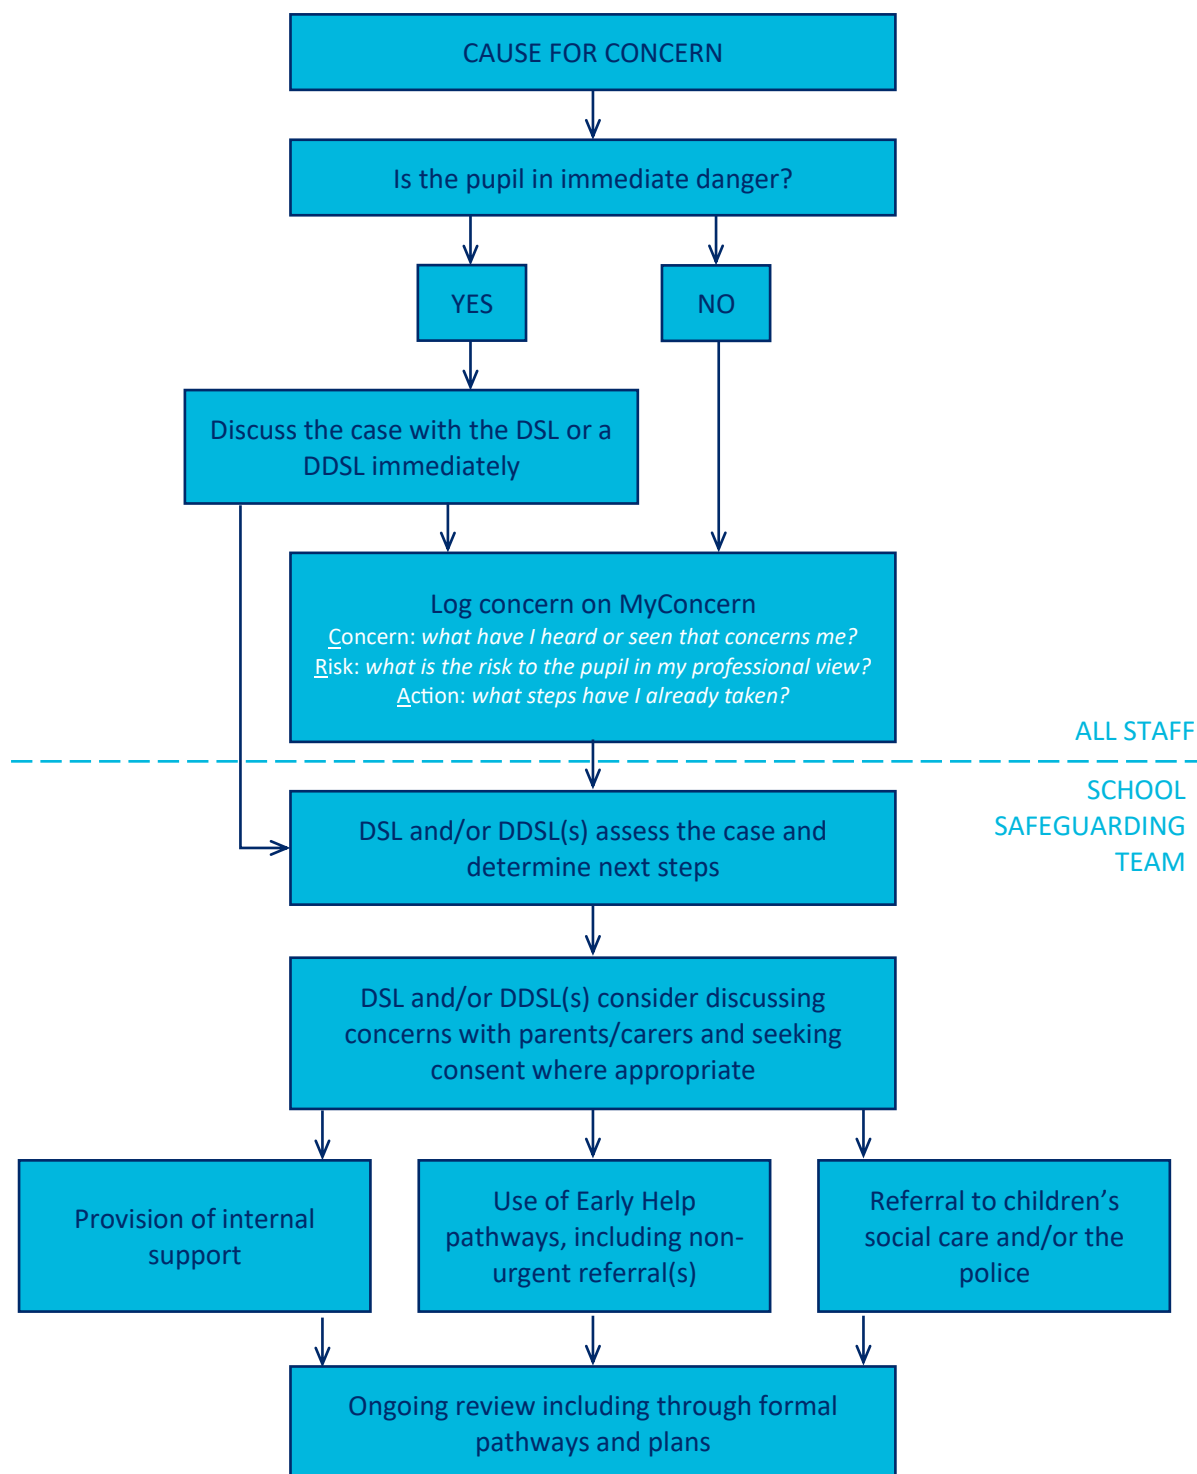 CAUSE FOR CONCERN
Is the pupil in immediate danger?
YES
NO
Discuss the case with the DSL or a
DDSL immediately
Log concern on MyConcern
Concern: what have I heard or seen that concerns me?
Risk: what is the risk to the pupil in my professional view?
Action: what steps have I already taken?
ALL STAFF
SCHOOL
SAFEGUARDING
TEAM
DSL and/or DDSL(s) assess the case and
determine next steps
DSL and/or DDSL(s) consider discussing
concerns with parents/carers and seeking
consent where appropriate
Provision of internal
support
Use of Early Help
pathways, including non-
urgent referral(s)
Referral to children’s
social care and/or the
police
Ongoing review including through formal
pathways and plans